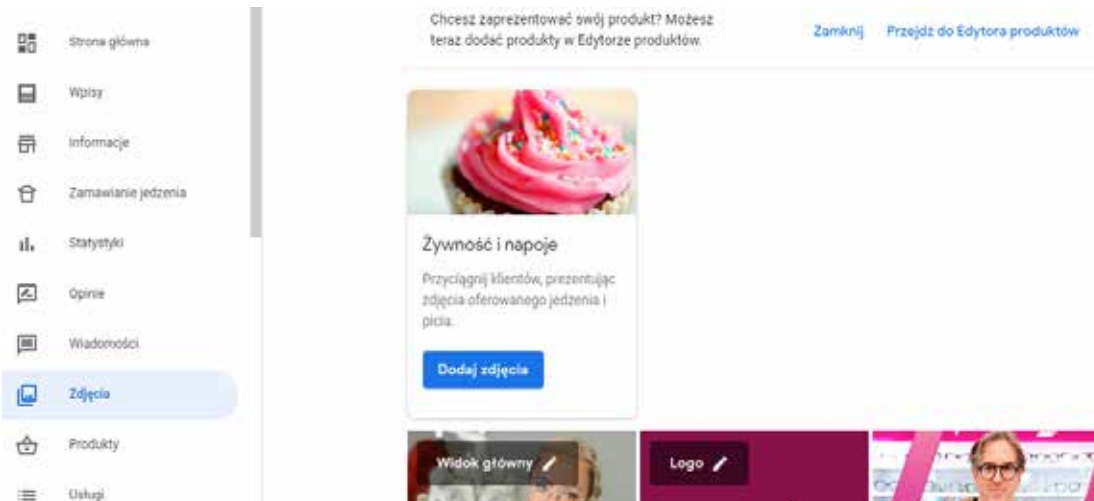 Strona główna
Wpisy
Informacje
Zamawianie jedzenia
Statystyki
Opinie
Wiadomości
Zdjęcia
Produkty
Usługi
Chcesz zaprezentować swój produkt? Możesz
teraz dodać produkty w Edytorze produktów.
Zamknij Przejdź do Edytora produktów
Żywność i napoje
Przyciągnij klientów, prezentując
zdjęcia oferowanego jedzenia i
picia.
Dodaj zdjęcia
Widok główny
Logo